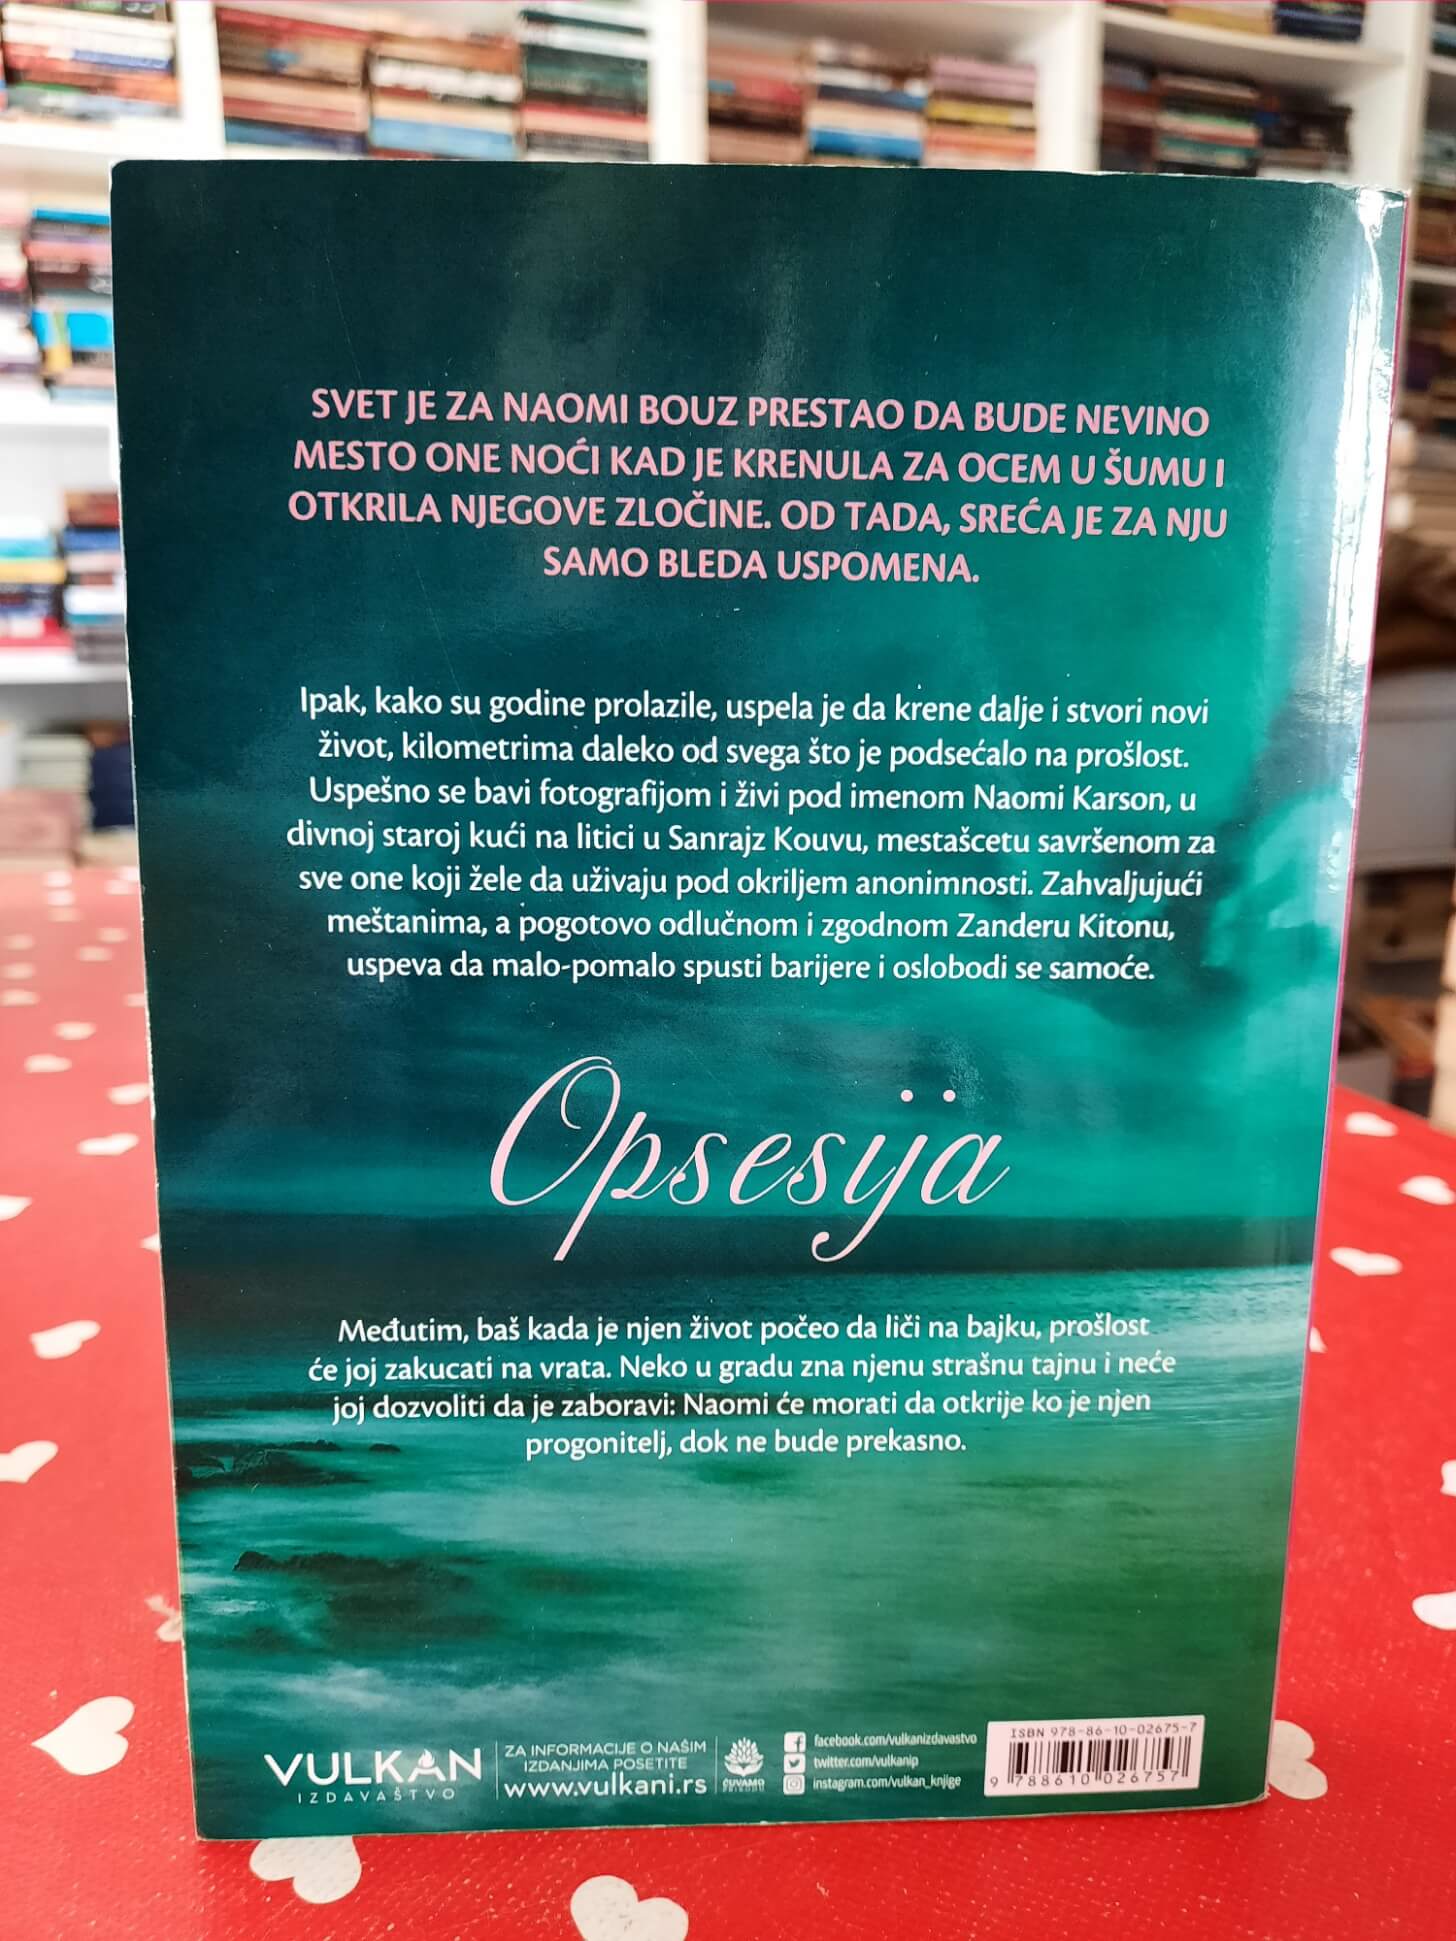 SVET JE ZA NAOMI BOUZ PRESTAO DA BUDE NEVINO
MESTO ONE NOĆI KAD JE KRENULA ZA OCEM U ŠUMU I
OTKRILA NJEGOVE ZLOČINE. OD TADA, SREĆA JE ZA NJU
SAMO BLEDA USPOMENA.
Ipak, kako su godine prolazile, uspela je da krene dalje i stvori novi
život, kilometrima daleko od svega što je podsećalo na prošlost.
Uspešno se bavi fotografijom i živi pod imenom Naomi Karson, u
divnoj staroj kući na litici u Sanrajz Kouvu, mestašcetu savršenom za
sve one koji žele da uživaju pod okriljem anonimnosti. Zahvaljujući
meštanima, a pogotovo odlučnom i zgodnom Zanderu Kitonu,
uspeva da malo-pomalo spusti barijere i oslobodi se samoće.
Opsesija
Međutim, baš kada je njen život počeo da liči na bajku, prošlost
će joj zakucati na vrata. Neko u gradu zna njenu strašnu tajnu i neće
joj dozvoliti da je zaboravi: Naomi će morati da otkrije ko je njen
progonitelj, dok ne bude prekasno.
VULKAN
IZDAVAŠTVO
ZA INFORMACIJE O NAŠIM
IZDANJIMA POSETITE
www.vulkani.rs
ČUVAMO
PRIRODU
facebook.com/vulkanizdavastvo
twitter.com/vulkanip
instagram.com/vulkan_knjige
ISBN 978-86-10-02675-7
9 788610 026757